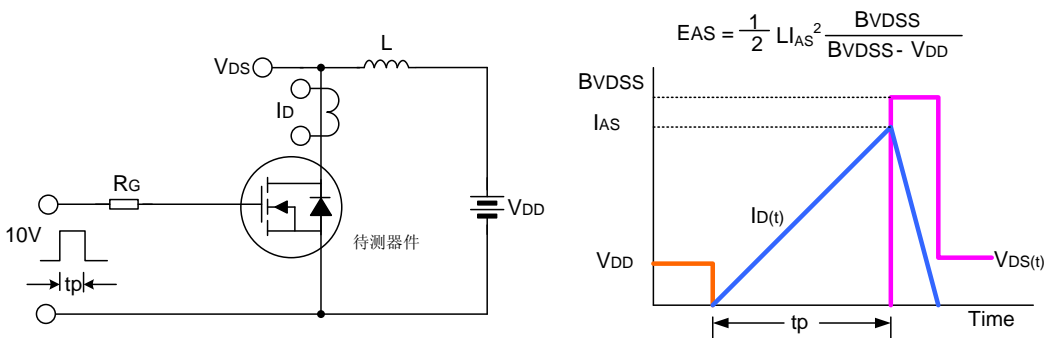 VDS
L
ID
RG
10V
tp
待测器件
VDD
EAS = 1/2 LIAS² BVDSS / BVDSS - VDD
BVDSS
IAS
VDD
ID(t)
VDS(t)
tp
Time